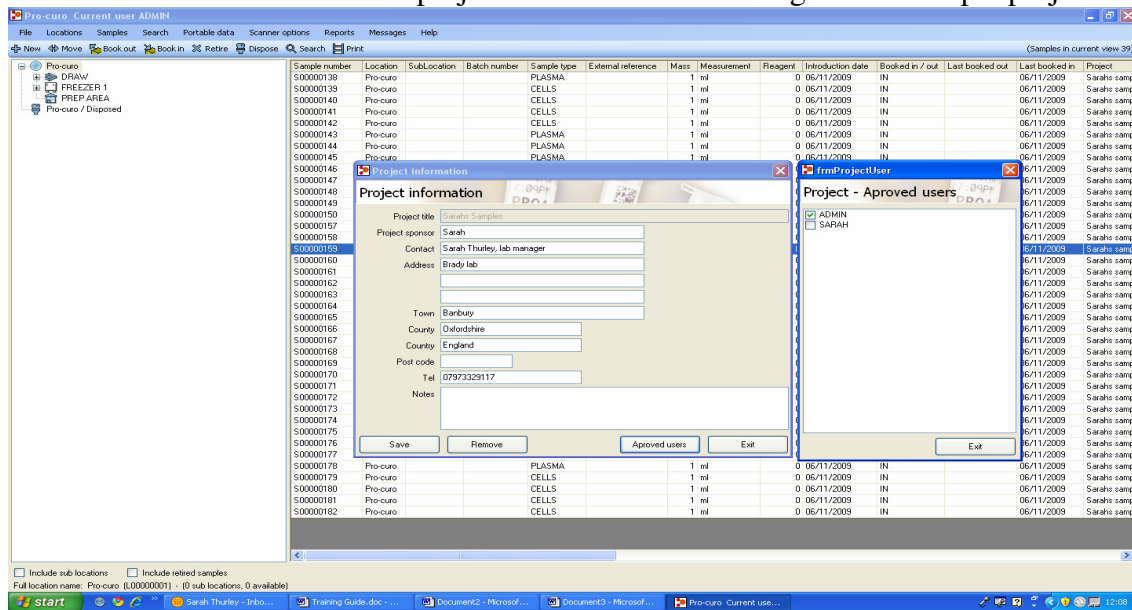 Pro-curo Current user ADMIN
File Locations Samples Search Portable data Scanner options Reports Messages Help
New Move Book out Book in Retire Dispose Search Print (Samples in current view 39)
Pro-curo
DRAW
FREEZER 1
PREP AREA
Pro-curo / Disposed
Sample number Location SubLocation Batch number Sample type External reference Mass Measurement Reagent Introduction date Booked in / out Last booked out Last booked in Project
S00000138 Pro-curo PLASMA 1 ml 0 06/11/2009 IN 06/11/2009 Sarahs samp
S00000139 Pro-curo CELLS 1 ml 0 06/11/2009 IN 06/11/2009 Sarahs samp
S00000140 Pro-curo CELLS 1 ml 0 06/11/2009 IN 06/11/2009 Sarahs samp
S00000141 Pro-curo CELLS 1 ml 0 06/11/2009 IN 06/11/2009 Sarahs samp
S00000142 Pro-curo CELLS 1 ml 0 06/11/2009 IN 06/11/2009 Sarahs samp
S00000143 Pro-curo PLASMA 1 ml 0 06/11/2009 IN 06/11/2009 Sarahs samp
S00000144 Pro-curo PLASMA 1 ml 0 06/11/2009 IN 06/11/2009 Sarahs samp
S00000145 Pro-curo PLASMA 1 ml 0 06/11/2009 IN 06/11/2009 Sarahs samp
S00000146
S00000147
S00000148
S00000149
S00000150
S00000157
S00000158
S00000159
S00000160
S00000161
S00000162
S00000163
S00000164
S00000165
S00000166
S00000167
S00000168
S00000169
S00000170
S00000171
S00000172
S00000173
S00000174
S00000175
S00000176
S00000177
S00000178 Pro-curo PLASMA 1 ml 0 06/11/2009 IN 06/11/2009 Sarahs samp
S00000179 Pro-curo CELLS 1 ml 0 06/11/2009 IN 06/11/2009 Sarahs samp
S00000180 Pro-curo CELLS 1 ml 0 06/11/2009 IN 06/11/2009 Sarahs samp
S00000181 Pro-curo CELLS 1 ml 0 06/11/2009 IN 06/11/2009 Sarahs samp
S00000182 Pro-curo CELLS 1 ml 0 06/11/2009 IN 06/11/2009 Sarahs samp
Project information
Project information
Project title Sarahs Samples
Project sponsor Sarah
Contact Sarah Thurley, lab manager
Address Brady lab
Town Banbury
County Oxfordshire
Country England
Post code
Tel 07973329117
Notes
Save Remove Aproved users Exit
frmProjectUser
Project - Aproved users
ADMIN
SARAH
Exit
Include sub locations Include retired samples
Full location name: Pro-curo (L00000001) - (0 sub locations, 0 available)
start Sarah Thurley - Inbo... Training Guide.doc - ... Document2 - Microsof... Document3 - Microsof... Pro-curo Current use... 12:08